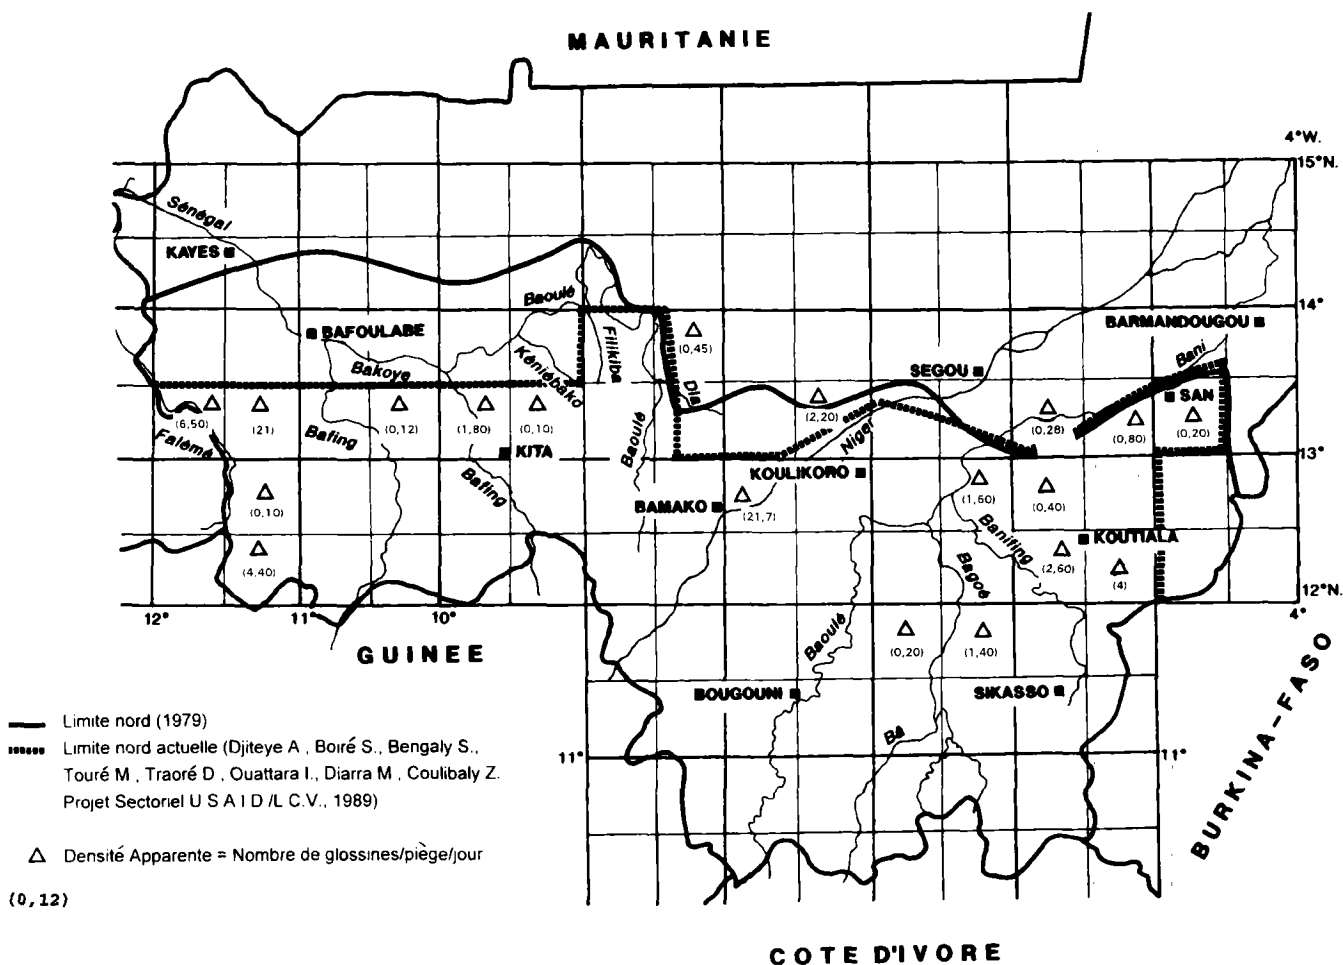 MAURITANIE
4°W.
15°N.
Sénégal
KAYES
Baoulé
14°
BAFOULABE
BARMANDOUGOU
(0,45)
Filikiba
Kéniébako
Bakoye
Bani
SEGOU
Dia
SAN
(6,50)
(21)
(0,12)
(1,80)
(0,10)
(2,20)
(0,28)
(0,80)
(0,20)
Falémé
Bafing
Baoulé
Niger
KITA
13°
KOULIKORO
Bafing
(0,10)
BAMAKO
(21,7)
(1,60)
(0,40)
Banifing
KOUTIALA
(4,40)
Bagoé
(2,60)
(4)
12°N.
12°
11°
10°
4°
GUINEE
Baoulé
(0,20)
(1,40)
BOUGOUNI
SIKASSO
Bã
11°
11°
BURKINA-FASO
Limite nord (1979)
Limite nord actuelle (Djiteye A , Boiré S., Bengaly S.,
Touré M , Traoré D , Ouattara I., Diarra M , Coulibaly Z.
Projet Sectoriel U S A I D /L C.V., 1989)
Densité Apparente = Nombre de glossines/piège/jour
(0,12)
COTE D'IVORE